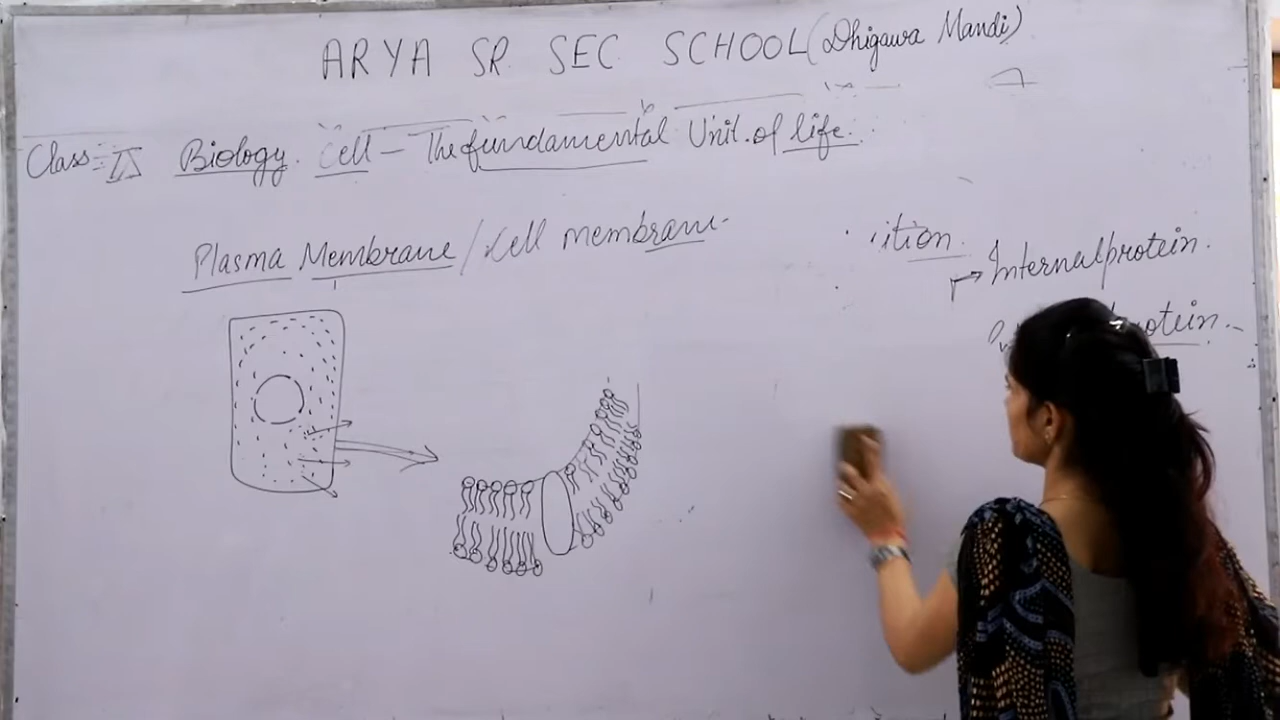 ARYA SR. SEC SCHOOL (Dhigawa Mandi)
Class = IX Biology. Cell - The fundamental Unit of life.
Plasma Membrane / Cell membrane
Internal protein.